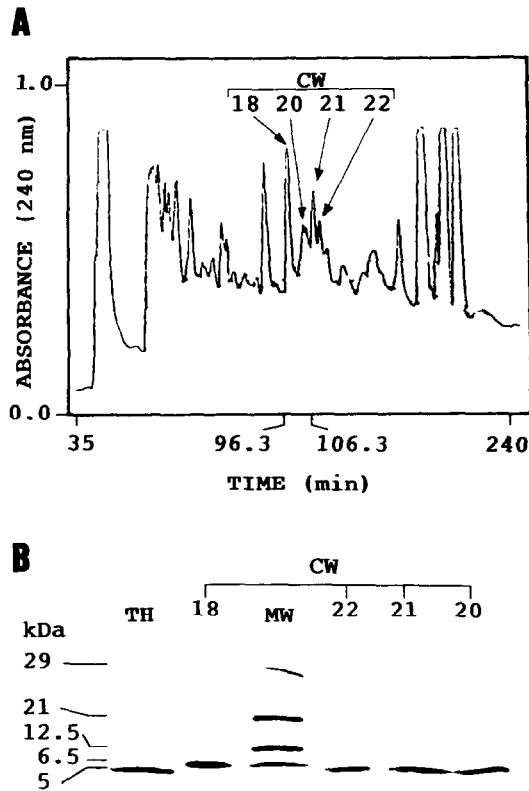 A
CW
18 20 21 22
1.0
ABSORBANCE (240 nm)
0.0
35 96.3 106.3 240
TIME (min)
B
CW
TH 18 MW 22 21 20
kDa
29
21
12.5
6.5
5